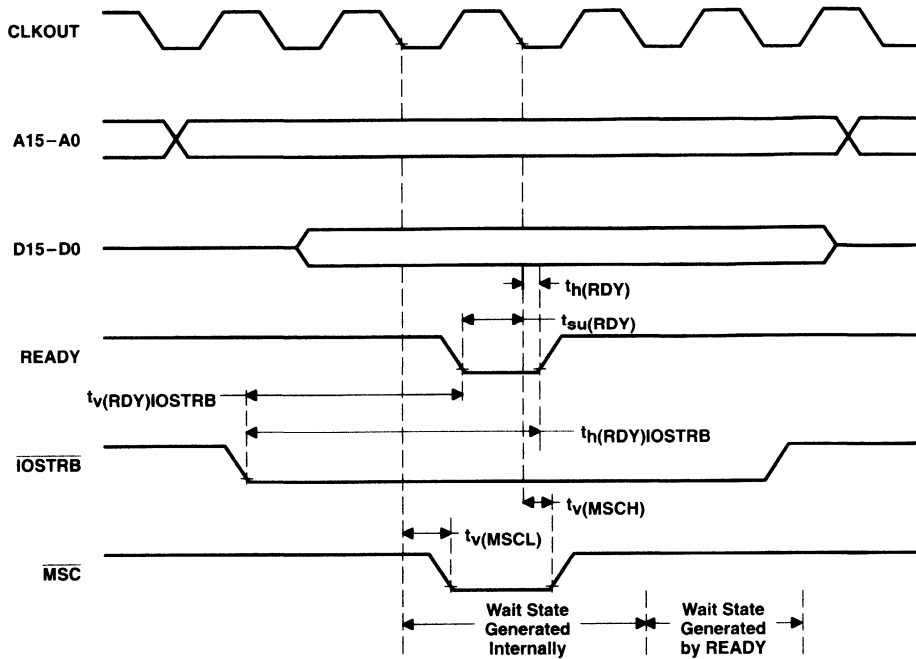 CLKOUT
A15–A0
D15–D0
th(RDY)
tsu(RDY)
READY
tv(RDY)IOSTRB
th(RDY)IOSTRB
IOSTRB
tv(MSCH)
tv(MSCL)
MSC
Wait State
Generated
Internally
Wait State
Generated
by READY